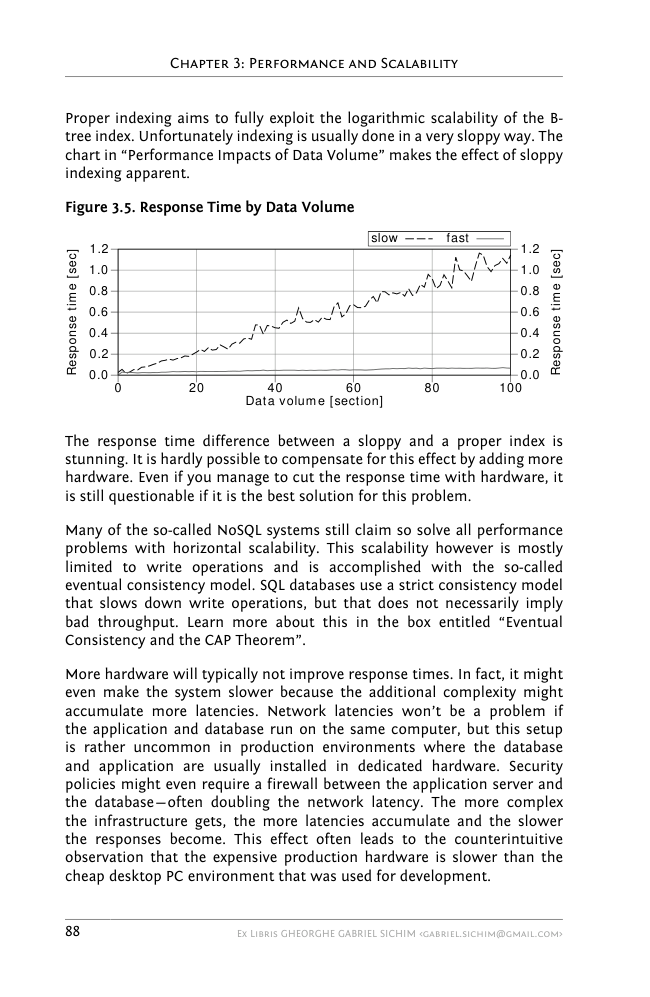 Chapter 3: Performance and Scalability
Proper indexing aims to fully exploit the logarithmic scalability of the B-
tree index. Unfortunately indexing is usually done in a very sloppy way. The
chart in “Performance Impacts of Data Volume” makes the effect of sloppy
indexing apparent.
Figure 3.5. Response Time by Data Volume
slow fast
1.2 1.2
1.0 1.0
0.8 0.8
0.6 0.6
0.4 0.4
0.2 0.2
0.0 0.0
Response time [sec]
Response time [sec]
0 20 40 60 80 100
Data volume [section]
The response time difference between a sloppy and a proper index is
stunning. It is hardly possible to compensate for this effect by adding more
hardware. Even if you manage to cut the response time with hardware, it
is still questionable if it is the best solution for this problem.
Many of the so-called NoSQL systems still claim so solve all performance
problems with horizontal scalability. This scalability however is mostly
limited to write operations and is accomplished with the so-called
eventual consistency model. SQL databases use a strict consistency model
that slows down write operations, but that does not necessarily imply
bad throughput. Learn more about this in the box entitled “Eventual
Consistency and the CAP Theorem”.
More hardware will typically not improve response times. In fact, it might
even make the system slower because the additional complexity might
accumulate more latencies. Network latencies won’t be a problem if
the application and database run on the same computer, but this setup
is rather uncommon in production environments where the database
and application are usually installed in dedicated hardware. Security
policies might even require a firewall between the application server and
the database—often doubling the network latency. The more complex
the infrastructure gets, the more latencies accumulate and the slower
the responses become. This effect often leads to the counterintuitive
observation that the expensive production hardware is slower than the
cheap desktop PC environment that was used for development.
88
Ex Libris GHEORGHE GABRIEL SICHIM <gabriel.sichim@gmail.com>